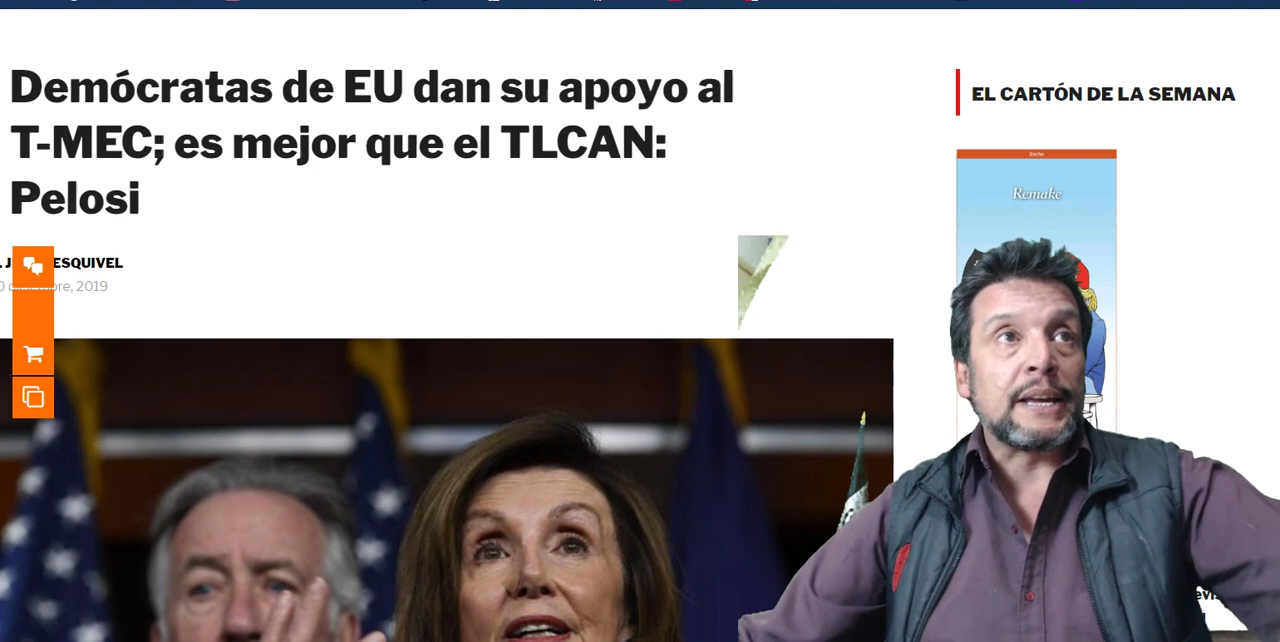 Demócratas de EU dan su apoyo al
T-MEC; es mejor que el TLCAN:
Pelosi
ESQUIVEL
diciembre, 2019
EL CARTÓN DE LA SEMANA
Remake